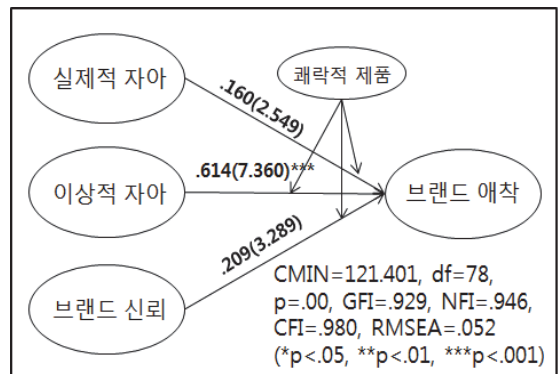 실제적 자아
쾌락적 제품
.160(2.549)
이상적 자아
.614(7.360)***
브랜드 애착
.209(3.289)
브랜드 신뢰
CMIN=121.401, df=78,
p=.00, GFI=.929, NFI=.946,
CFI=.980, RMSEA=.052
(*p<.05, **p<.01, ***p<.001)